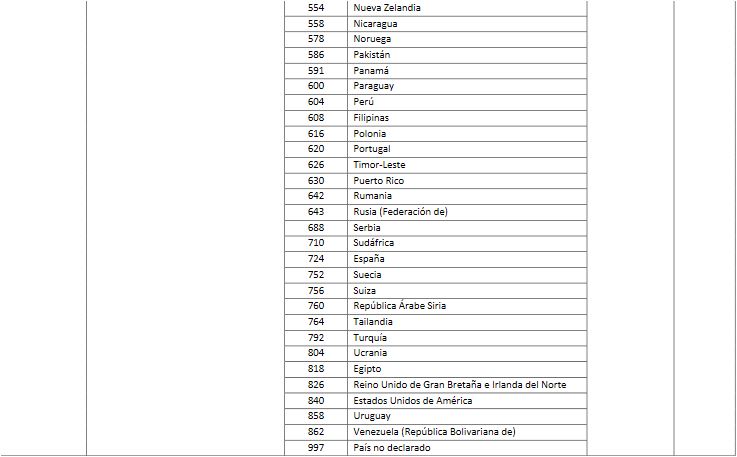 554 Nueva Zelandia
558 Nicaragua
578 Noruega
586 Pakistán
591 Panamá
600 Paraguay
604 Perú
608 Filipinas
616 Polonia
620 Portugal
626 Timor-Leste
630 Puerto Rico
642 Rumania
643 Rusia (Federación de)
688 Serbia
710 Sudáfrica
724 España
752 Suecia
756 Suiza
760 República Árabe Siria
764 Tailandia
792 Turquía
804 Ucrania
818 Egipto
826 Reino Unido de Gran Bretaña e Irlanda del Norte
840 Estados Unidos de América
858 Uruguay
862 Venezuela (República Bolivariana de)
997 País no declarado